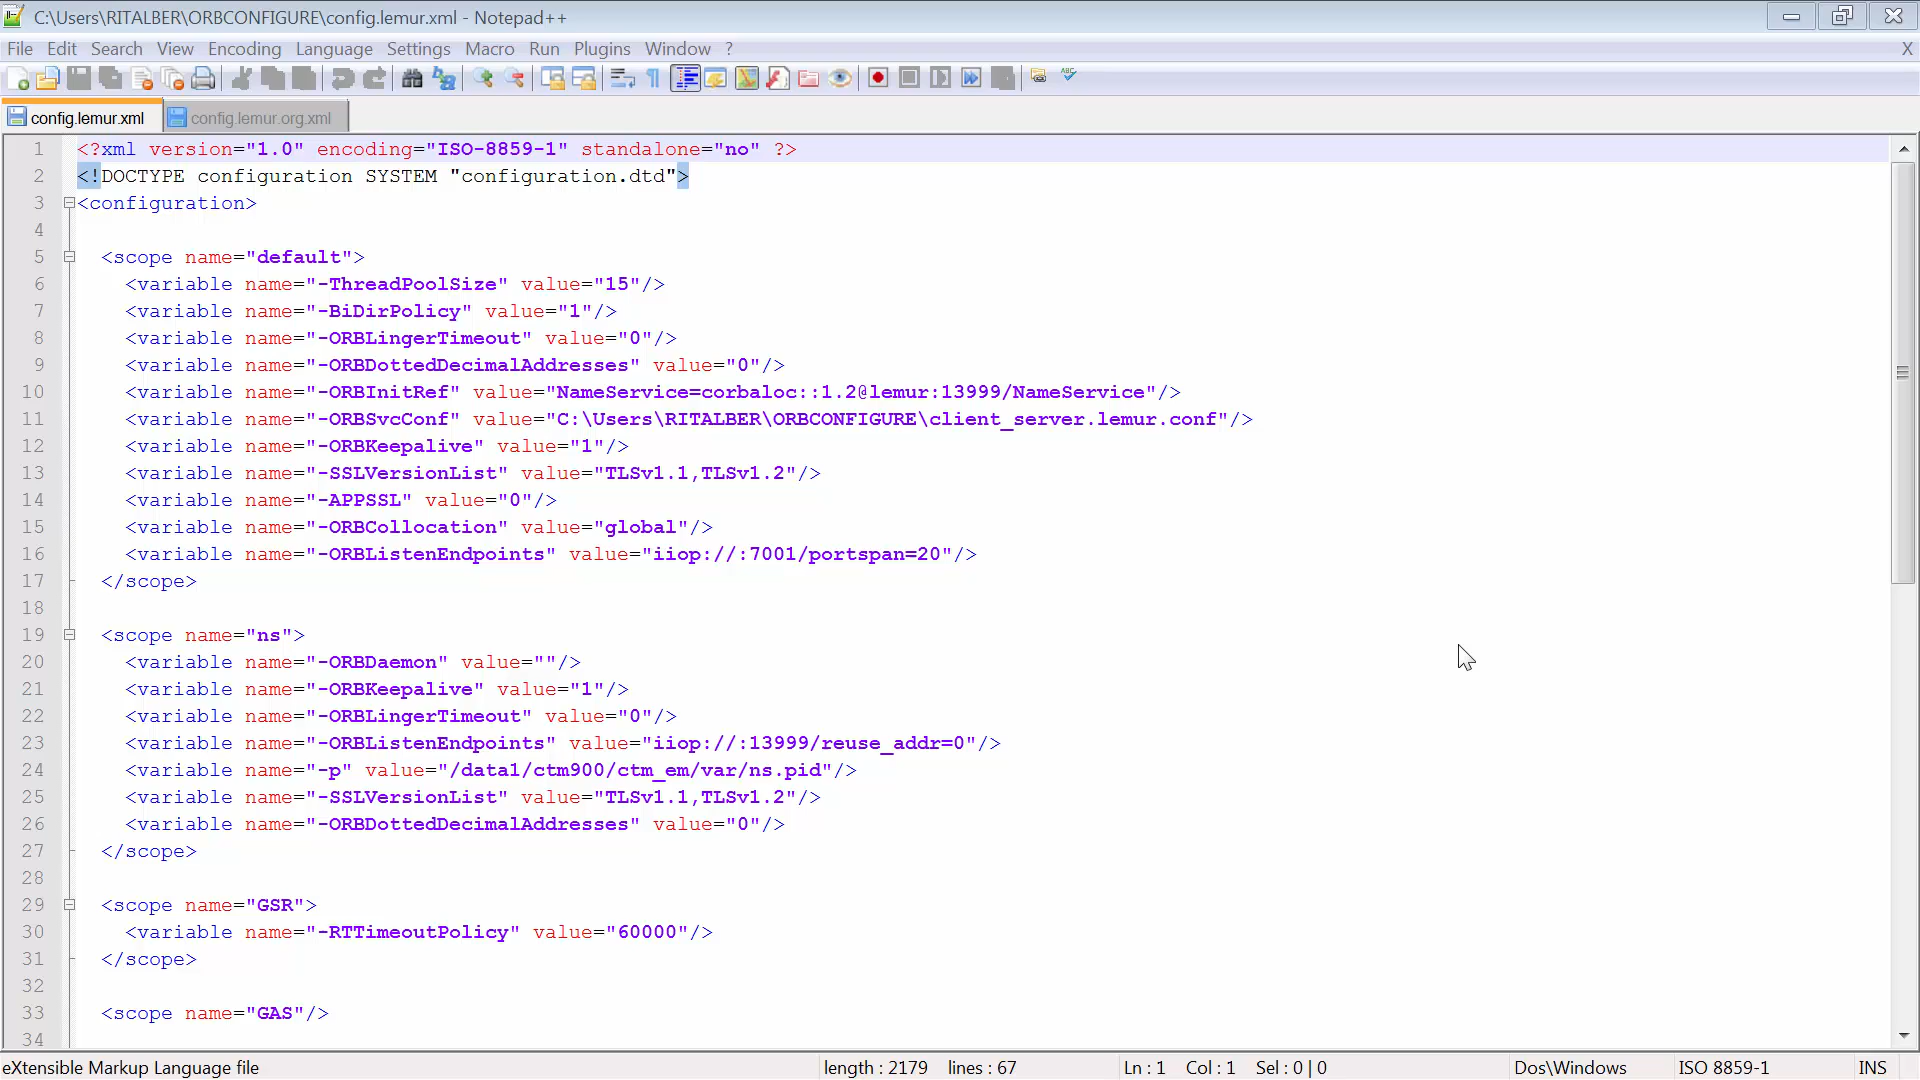 C:\Users\RITALBER\ORBCONFIGURE\config.lemur.xml - Notepad++
File Edit Search View Encoding Language Settings Macro Run Plugins Window ? X
config.lemur.xml config.lemur.org.xml
1 <?xml version="1.0" encoding="ISO-8859-1" standalone="no" ?>
2 <!DOCTYPE configuration SYSTEM "configuration.dtd">
3 <configuration>
4
5 <scope name="default">
6 <variable name="-ThreadPoolSize" value="15"/>
7 <variable name="-BiDirPolicy" value="1"/>
8 <variable name="-ORBLingerTimeout" value="0"/>
9 <variable name="-ORBDottedDecimalAddresses" value="0"/>
10 <variable name="-ORBInitRef" value="NameService=corbaloc::1.2@lemur:13999/NameService"/>
11 <variable name="-ORBSvcConf" value="C:\Users\RITALBER\ORBCONFIGURE\client_server.lemur.conf"/>
12 <variable name="-ORBKeepalive" value="1"/>
13 <variable name="-SSLVersionList" value="TLSv1.1,TLSv1.2"/>
14 <variable name="-APPSSL" value="0"/>
15 <variable name="-ORBCollocation" value="global"/>
16 <variable name="-ORBListenEndpoints" value="iiop://:7001/portspan=20"/>
17 </scope>
18
19 <scope name="ns">
20 <variable name="-ORBDaemon" value=""/>
21 <variable name="-ORBKeepalive" value="1"/>
22 <variable name="-ORBLingerTimeout" value="0"/>
23 <variable name="-ORBListenEndpoints" value="iiop://:13999/reuse_addr=0"/>
24 <variable name="-p" value="/data1/ctm900/ctm_em/var/ns.pid"/>
25 <variable name="-SSLVersionList" value="TLSv1.1,TLSv1.2"/>
26 <variable name="-ORBDottedDecimalAddresses" value="0"/>
27 </scope>
28
29 <scope name="GSR">
30 <variable name="-RTTimeoutPolicy" value="60000"/>
31 </scope>
32
33 <scope name="GAS"/>
34
eXtensible Markup Language file length : 2179 lines : 67 Ln : 1 Col : 1 Sel : 0 | 0 Dos\Windows ISO 8859-1 INS